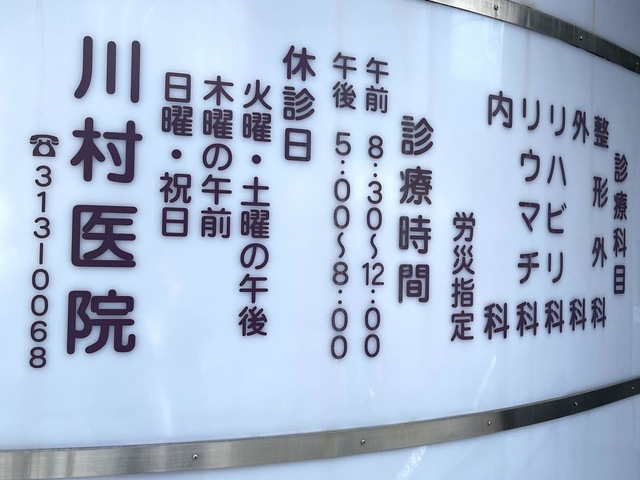 診療科目
整形外科
外科
リハビリ科
リウマチ科
内科
労災指定
診療時間
午前 8:30〜12:00
午後 5:00〜8:00
休診日
火曜・土曜の午後
木曜の午前
日曜・祝日
川村医院
☎313-0068